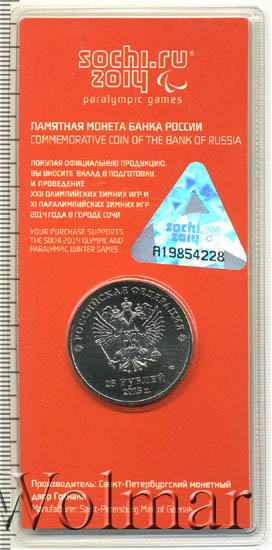 sochi.ru
2014
paralympic games
ПАМЯТНАЯ МОНЕТА БАНКА РОССИИ
COMMEMORATIVE COIN OF THE BANK OF RUSSIA
ПОКУПАЯ ОФИЦИАЛЬНУЮ ПРОДУКЦИЮ,
ВЫ ВНОСИТЕ ВКЛАД В ПОДГОТОВКУ
И ПРОВЕДЕНИЕ
XXII ОЛИМПИЙСКИХ ЗИМНИХ ИГР И
XI ПАРАЛИМПИЙСКИХ ЗИМНИХ ИГР
2014 ГОДА В ГОРОДЕ СОЧИ
YOUR PURCHASE SUPPORTS
THE SOCHI 2014 OLYMPIC AND
PARALYMPIC WINTER GAMES
sochi.ru
2014
A19854228
РОССИЙСКАЯ ФЕДЕРАЦИЯ
25 РУБЛЕЙ
2013 г.
Производитель: Санкт-Петербургский монетный
двор Гознака
Manufacturer: Saint-Petersburg Mint of Goznak
Wolmar